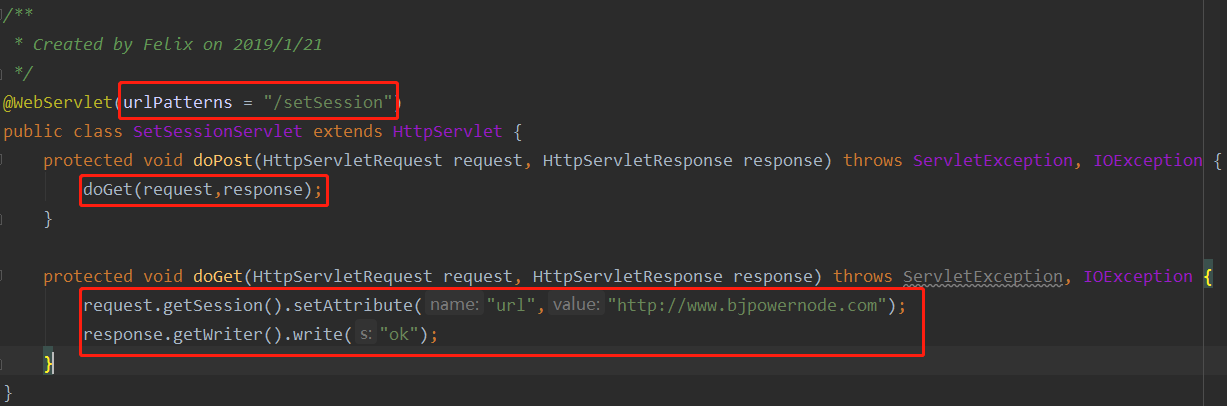 /**
* Created by Felix on 2019/1/21
*/
@WebServlet(urlPatterns = "/setSession")
public class SetSessionServlet extends HttpServlet {
protected void doPost(HttpServletRequest request, HttpServletResponse response) throws ServletException, IOException {
doGet(request,response);
}
protected void doGet(HttpServletRequest request, HttpServletResponse response) throws ServletException, IOException {
request.getSession().setAttribute( name: "url", value: "http://www.bjpowernode.com");
response.getWriter().write( s: "ok");
}
}